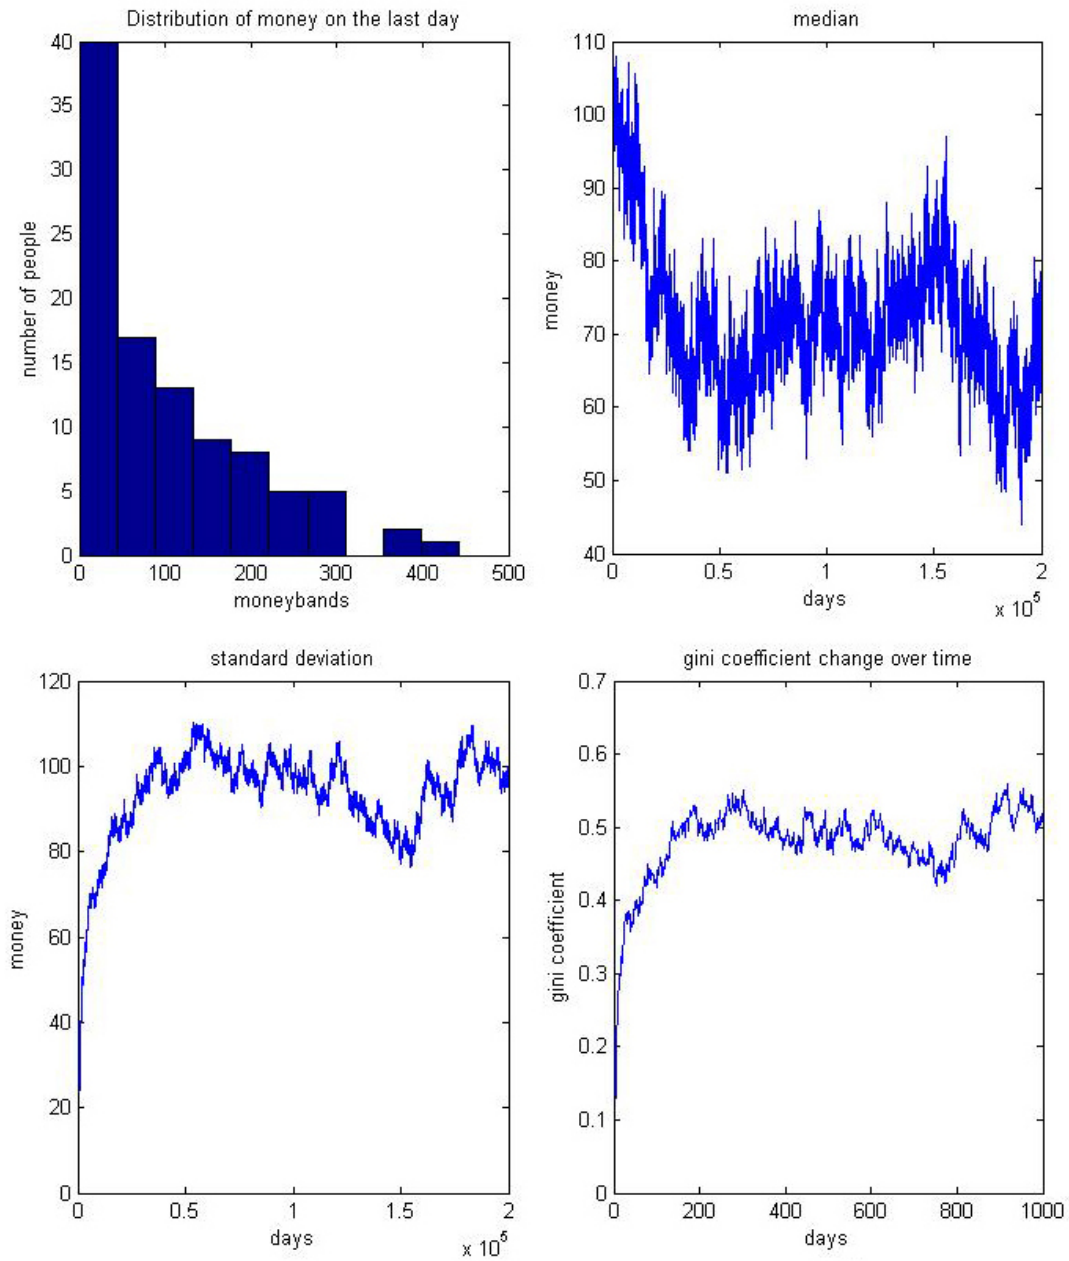 Distribution of money on the last day
40
35
30
25
20
15
10
5
0
number of people
0 100 200 300 400 500
moneybands
median
110
100
90
80
70
60
50
40
money
0 0.5 1 1.5 2
days
x 10^5
standard deviation
120
100
80
60
40
20
0
money
0 0.5 1 1.5 2
days
x 10^5
gini coefficient change over time
0.7
0.6
0.5
0.4
0.3
0.2
0.1
0
gini coefficient
0 200 400 600 800 1000
days